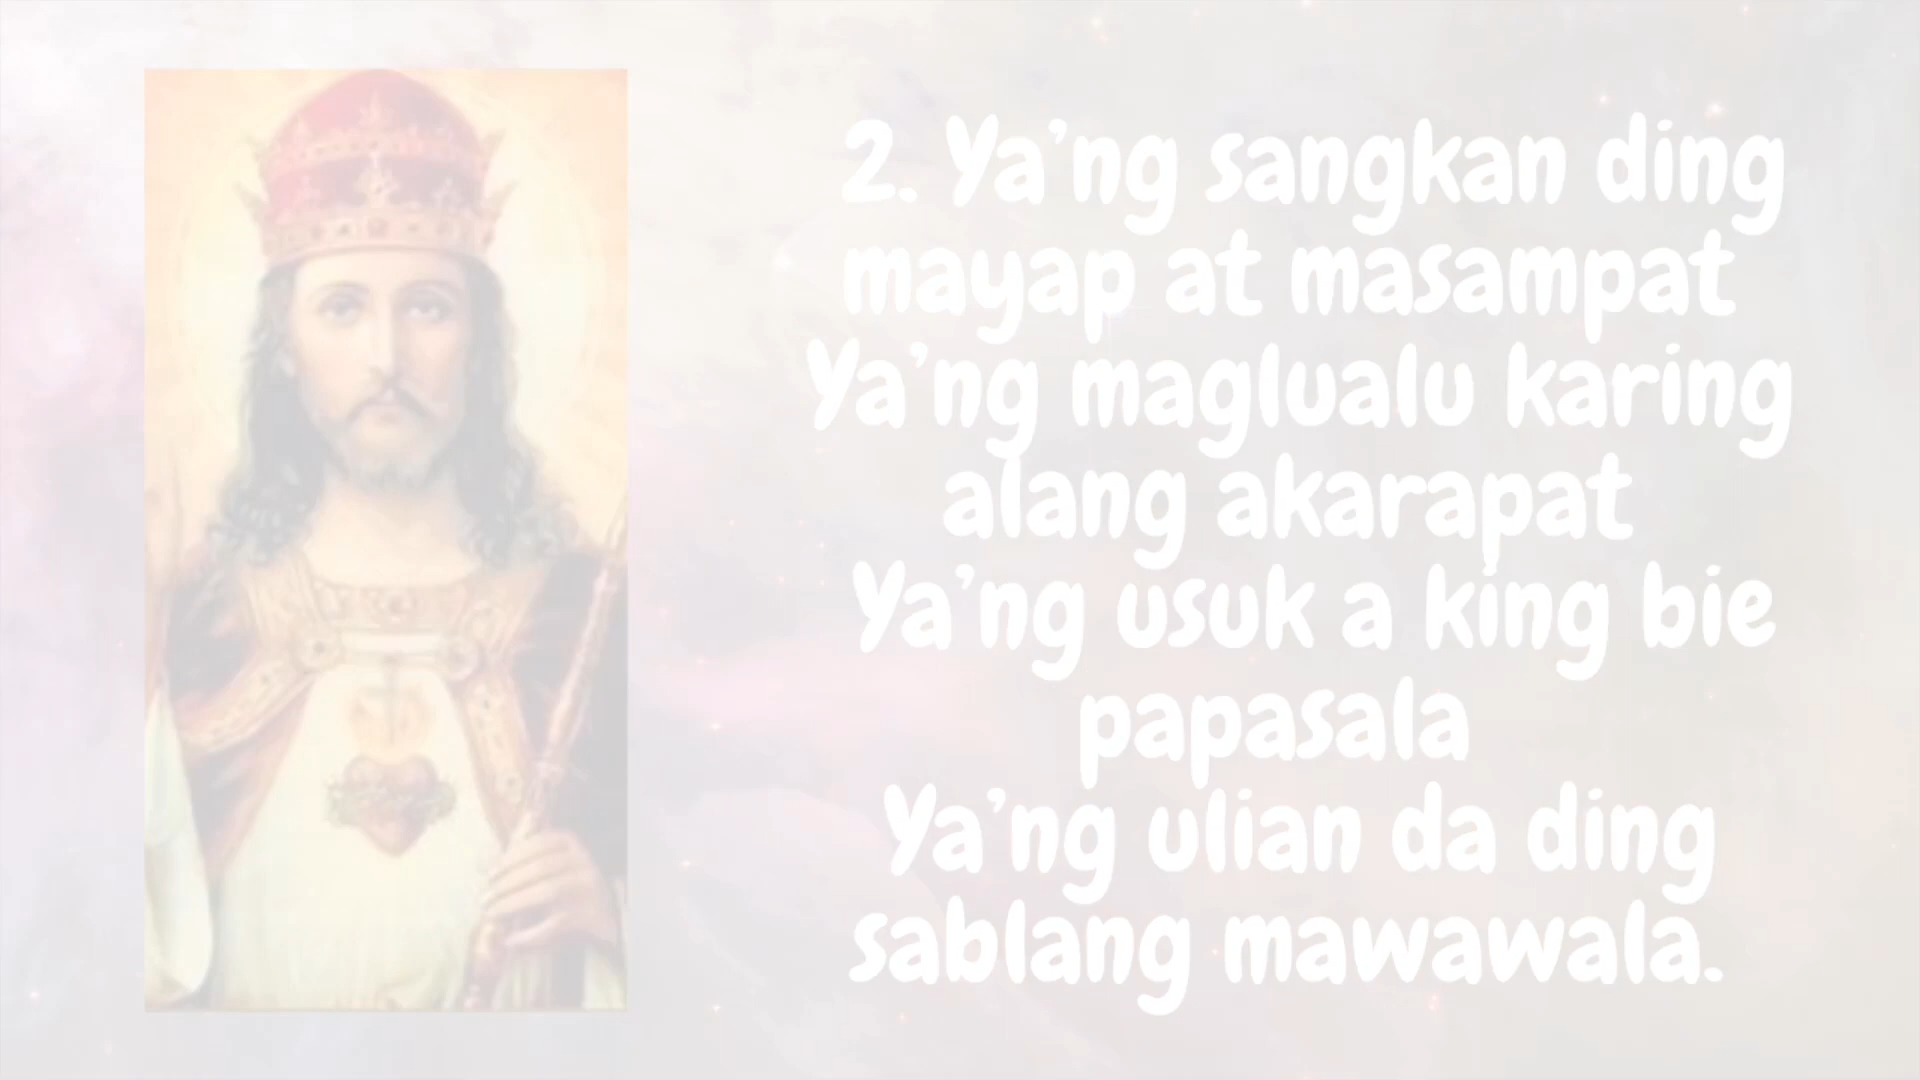 2. Ya’ng sangkan ding
mayap at masampat
Ya’ng maglualu karing
alang akarapat
Ya’ng usuk a king bie
papasala
Ya’ng ulian da ding
sablang mawawala.